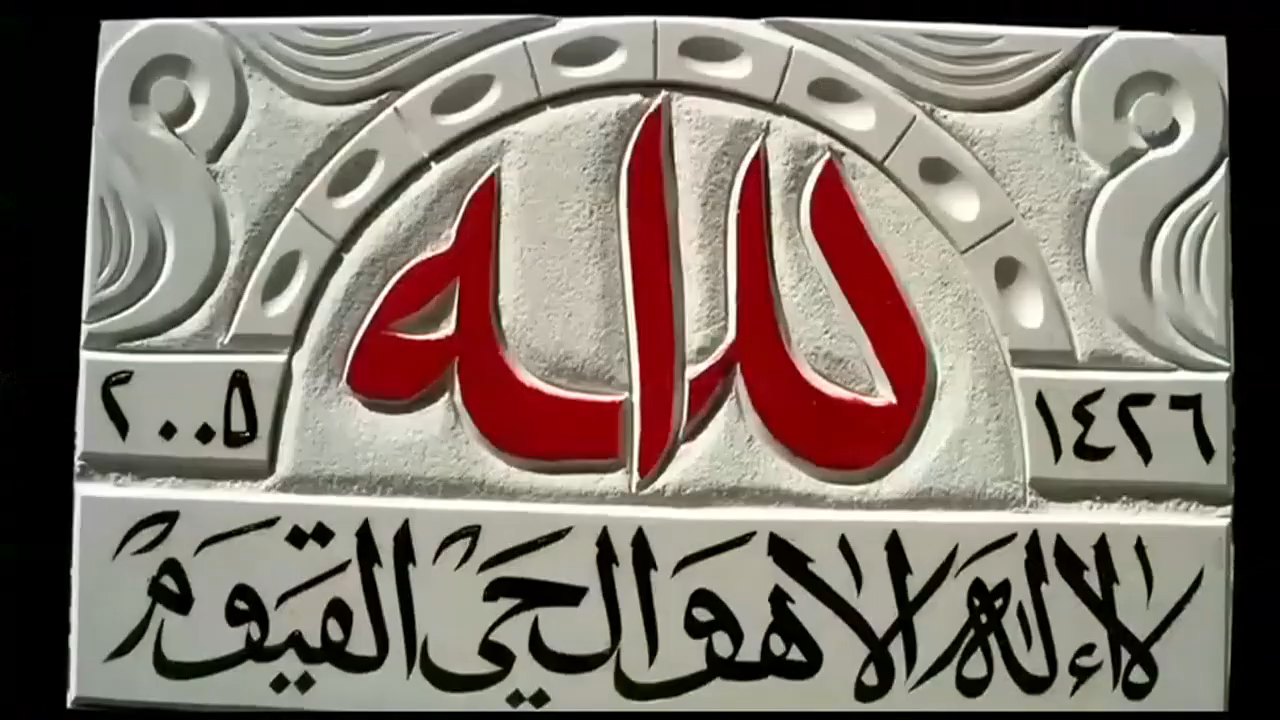 الله
١٤٢٦
٢٠٠٥
لا إله إلا هو الحي القيوم